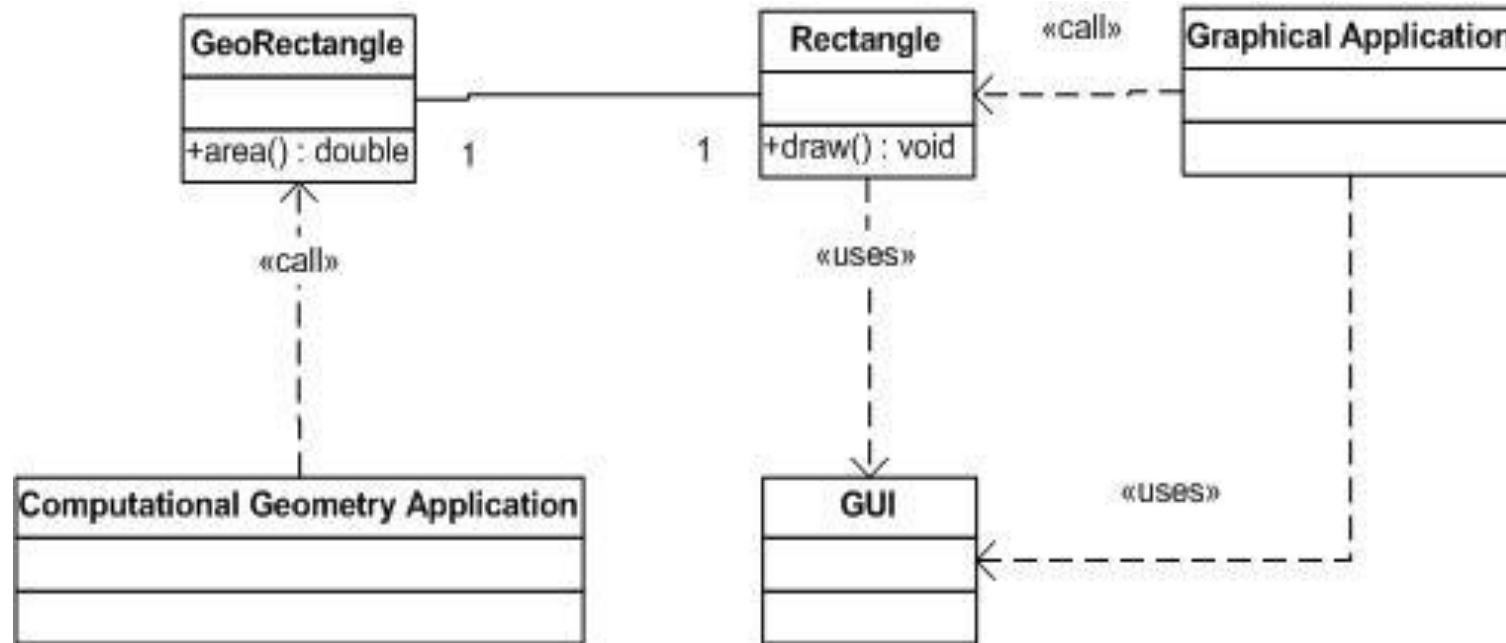 GeoRectangle
+area() : double
1
1
Rectangle
+draw() : void
«call»
Graphical Application
«call»
«uses»
«uses»
Computational Geometry Application
GUI